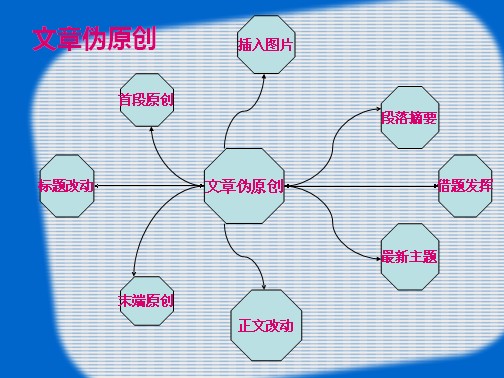 文章伪原创
插入图片
首段原创
段落摘要
标题改动
文章伪原创
借题发挥
最新主题
末端原创
正文改动